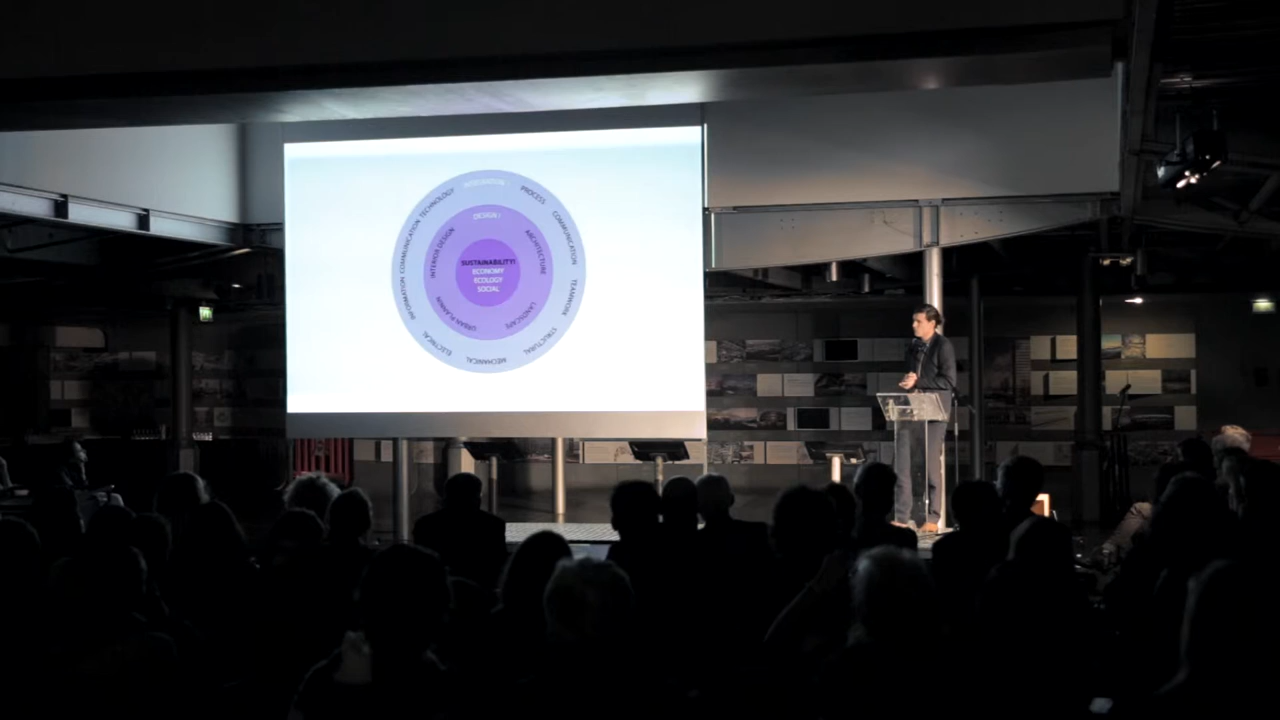 INTEGRATION
PROCESS
COMMUNICATION
TEAMWORK
STRUCTURAL
MECHANICAL
ELECTRICAL
INFORMATION COMMUNICATION TECHNOLOGY
DESIGN!
ARCHITECTURE
LANDSCAPE
URBAN PLANNIN
INTERIOR DESIGN
SUSTAINABILITY!
ECONOMY
ECOLOGY
SOCIAL